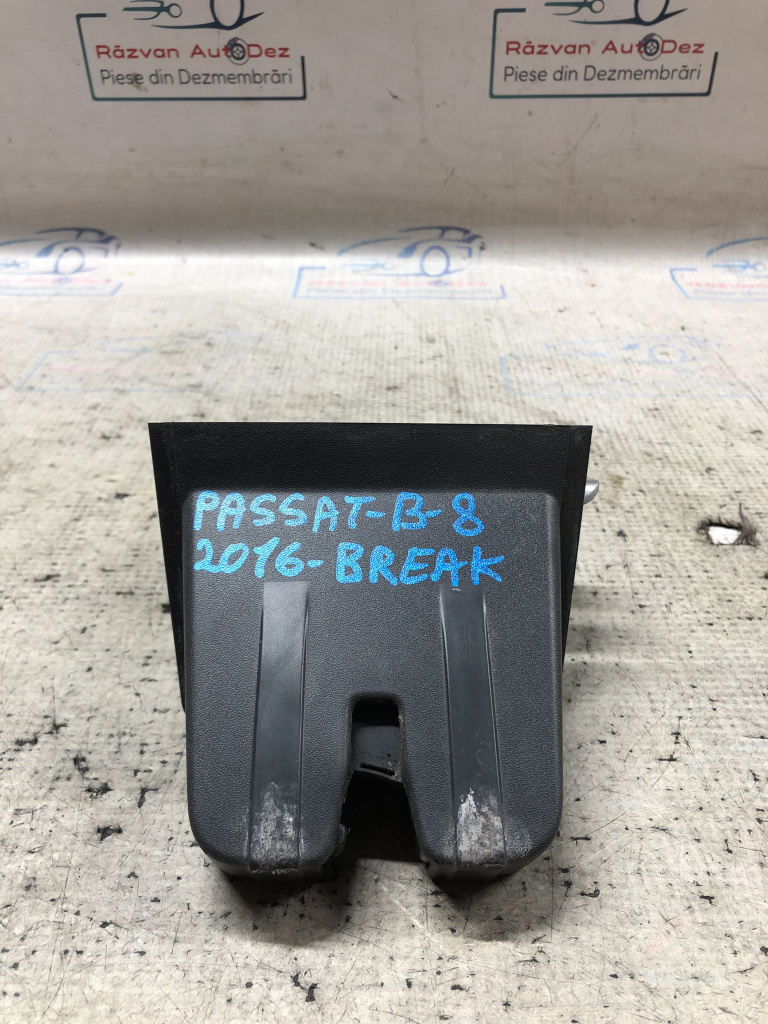 Răzvan AutoDez
Piese din Dezmembrări
Răzvan AutoDez
Piese din Dezmembrări
PASSAT-B-8
2016-BREAK